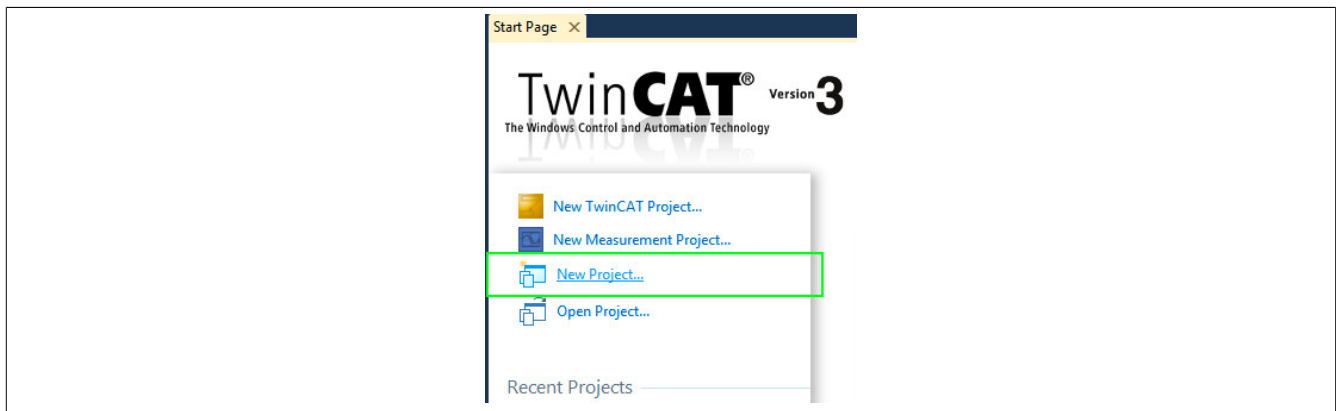 Start Page
TwinCAT® Version 3
The Windows Control and Automation Technology
New TwinCAT Project...
New Measurement Project...
New Project...
Open Project...
Recent Projects